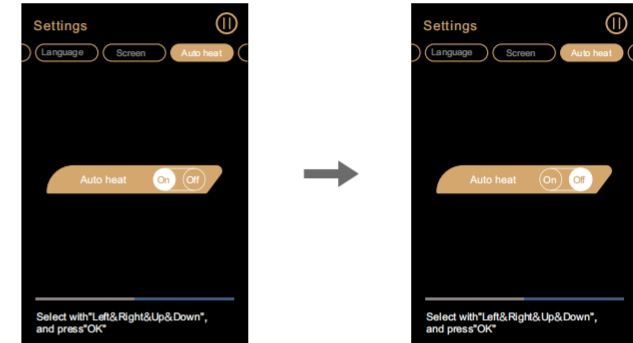 Settings
Language
Screen
Auto heat
Auto heat
On
Off
Select with"Left&Right&Up&Down",
and press"OK"
Settings
Language
Screen
Auto heat
Auto heat
On
Off
Select with"Left&Right&Up&Down",
and press"OK"